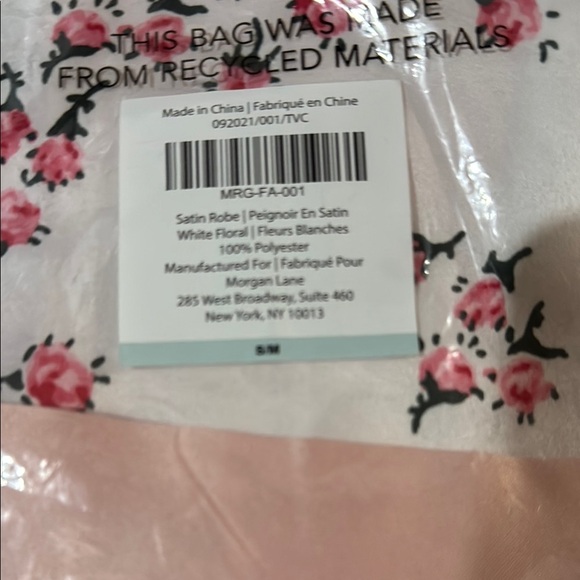 THIS BAG WAS MADE
FROM RECYCLED MATERIALS
Made in China | Fabriqué en Chine
092021/001/TVC
MRG-FA-001
Satin Robe | Peignoir En Satin
White Floral | Fleurs Blanches
100% Polyester
Manufactured For | Fabriqué Pour
Morgan Lane
285 West Broadway, Suite 460
New York, NY 10013
S/M